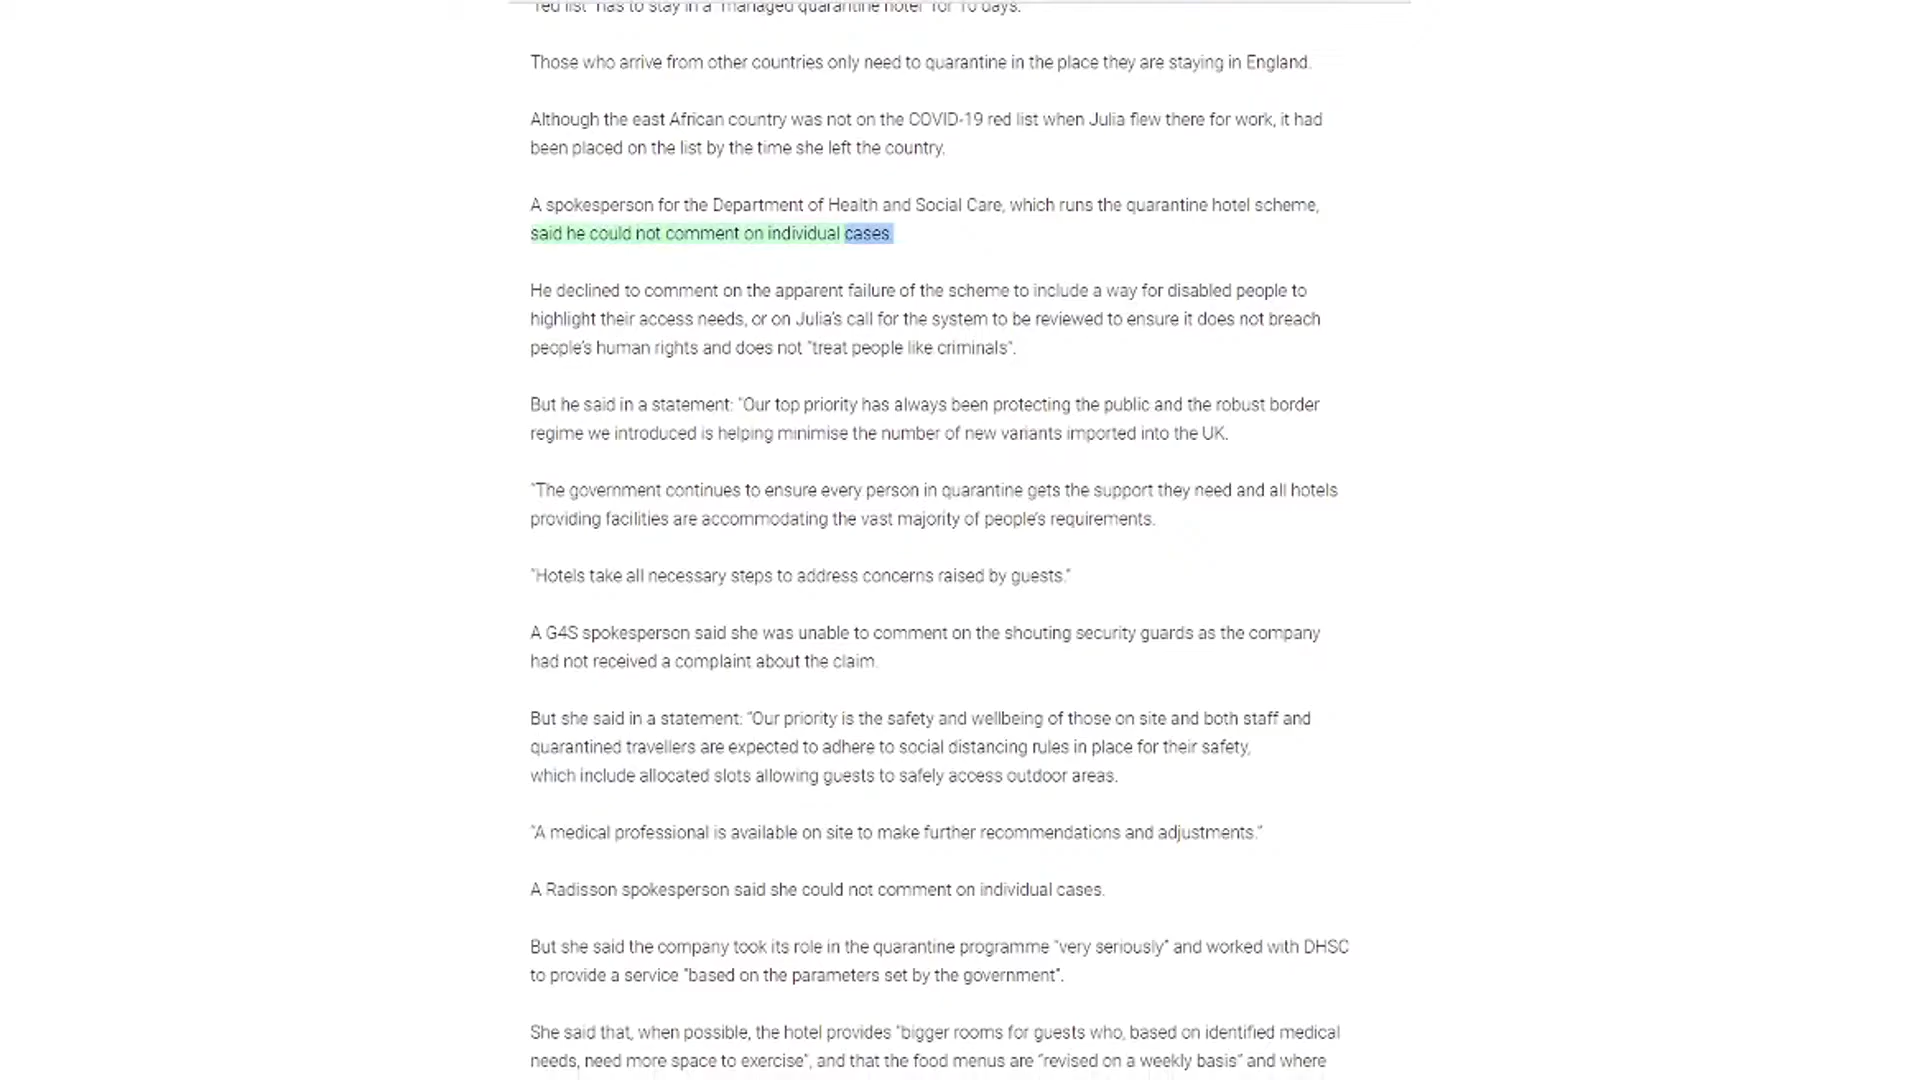 "red list" has to stay in a "managed quarantine hotel" for 10 days.
Those who arrive from other countries only need to quarantine in the place they are staying in England.
Although the east African country was not on the COVID-19 red list when Julia flew there for work, it had
been placed on the list by the time she left the country.
A spokesperson for the Department of Health and Social Care, which runs the quarantine hotel scheme,
said he could not comment on individual cases.
He declined to comment on the apparent failure of the scheme to include a way for disabled people to
highlight their access needs, or on Julia's call for the system to be reviewed to ensure it does not breach
people's human rights and does not "treat people like criminals".
But he said in a statement: "Our top priority has always been protecting the public and the robust border
regime we introduced is helping minimise the number of new variants imported into the UK.
"The government continues to ensure every person in quarantine gets the support they need and all hotels
providing facilities are accommodating the vast majority of people's requirements.
"Hotels take all necessary steps to address concerns raised by guests."
A G4S spokesperson said she was unable to comment on the shouting security guards as the company
had not received a complaint about the claim.
But she said in a statement: "Our priority is the safety and wellbeing of those on site and both staff and
quarantined travellers are expected to adhere to social distancing rules in place for their safety,
which include allocated slots allowing guests to safely access outdoor areas.
"A medical professional is available on site to make further recommendations and adjustments."
A Radisson spokesperson said she could not comment on individual cases.
But she said the company took its role in the quarantine programme "very seriously" and worked with DHSC
to provide a service "based on the parameters set by the government".
She said that, when possible, the hotel provides "bigger rooms for guests who, based on identified medical
needs, need more space to exercise", and that the food menus are "revised on a weekly basis" and where